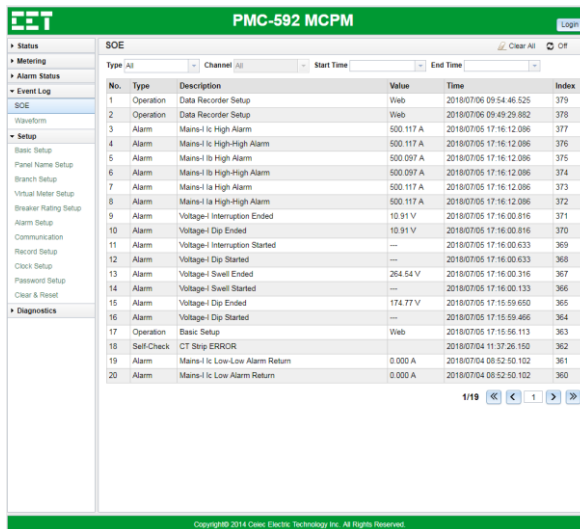 CET PMC-592 MCPM Login
Status
Metering
Alarm Status
Event Log
SOE
Waveform
Setup
Basic Setup
Panel Name Setup
Branch Setup
Virtual Meter Setup
Breaker Rating Setup
Alarm Setup
Communication
Record Setup
Clock Setup
Password Setup
Clear & Reset
Diagnostics
SOE Clear All Off
Type All Channel All Start Time End Time
No. Type Description Value Time Index
1 Operation Data Recorder Setup Web 2018/07/06 09:54:46.525 379
2 Operation Data Recorder Setup Web 2018/07/06 09:49:29.882 378
3 Alarm Mains-I Ic High Alarm 500.117 A 2018/07/05 17:16:12.086 377
4 Alarm Mains-I Ic High-High Alarm 500.117 A 2018/07/05 17:16:12.086 376
5 Alarm Mains-I Ib High Alarm 500.097 A 2018/07/05 17:16:12.086 375
6 Alarm Mains-I Ib High-High Alarm 500.097 A 2018/07/05 17:16:12.086 374
7 Alarm Mains-I Ia High Alarm 500.117 A 2018/07/05 17:16:12.086 373
8 Alarm Mains-I Ia High-High Alarm 500.117 A 2018/07/05 17:16:12.086 372
9 Alarm Voltage-I Interruption Ended 10.91 V 2018/07/05 17:16:00.816 371
10 Alarm Voltage-I Dip Ended 10.91 V 2018/07/05 17:16:00.816 370
11 Alarm Voltage-I Interruption Started --- 2018/07/05 17:16:00.633 369
12 Alarm Voltage-I Dip Started --- 2018/07/05 17:16:00.633 368
13 Alarm Voltage-I Swell Ended 264.54 V 2018/07/05 17:16:00.316 367
14 Alarm Voltage-I Swell Started --- 2018/07/05 17:16:00.133 366
15 Alarm Voltage-I Dip Ended 174.77 V 2018/07/05 17:15:59.650 365
16 Alarm Voltage-I Dip Started --- 2018/07/05 17:15:59.466 364
17 Operation Basic Setup Web 2018/07/05 17:15:56.113 363
18 Self-Check CT Strip ERROR 2018/07/04 11:37:26.150 362
19 Alarm Mains-I Ic Low-Low Alarm Return 0.000 A 2018/07/04 08:52:50.102 361
20 Alarm Mains-I Ic Low Alarm Return 0.000 A 2018/07/04 08:52:50.102 360
1/19 1
Copyright© 2014 Ceiec Electric Technology Inc. All Rights Reserved.